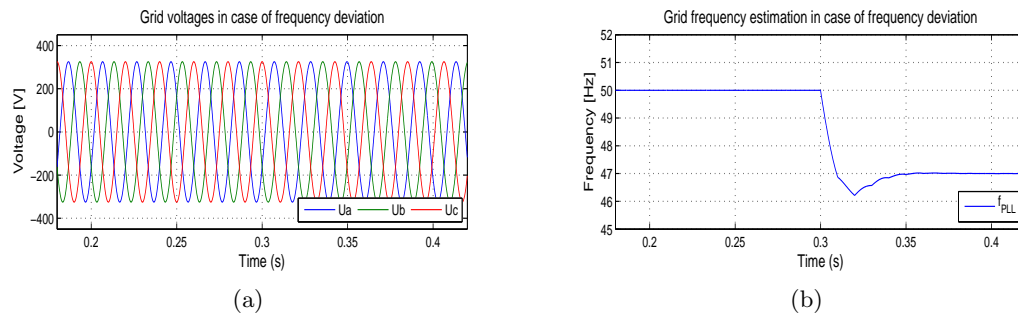 Grid voltages in case of frequency deviation
400
200
0
−200
−400
Voltage [V]
0.2
0.25
0.3
0.35
0.4
Time (s)
Ua
Ub
Uc
(a)
Grid frequency estimation in case of frequency deviation
52
51
50
49
48
47
46
45
Frequency [Hz]
0.2
0.25
0.3
0.35
0.4
Time (s)
f_PLL
(b)